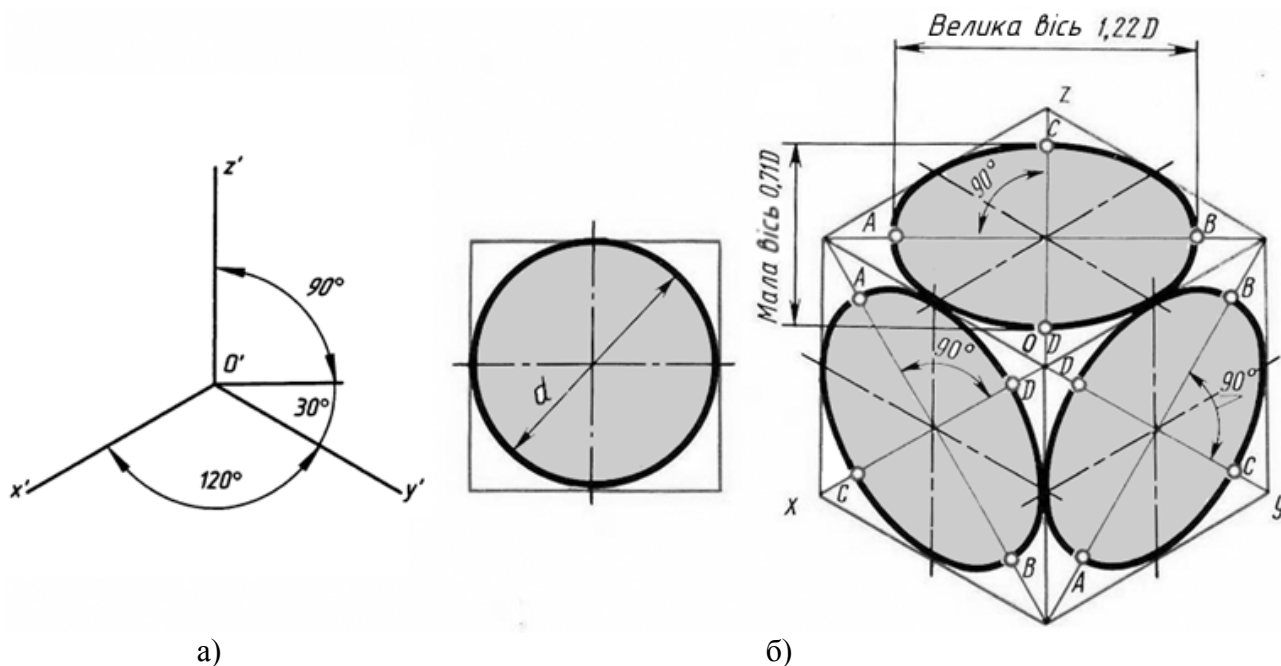 z'
90°
O'
30°
120°
x'
y'
d
Велика вісь 1,22D
Мала вісь 0,71D
z
C
90°
A
B
A
B
O
D
90°
D
D
90°
C
C
x
y
B
A
а)
б)